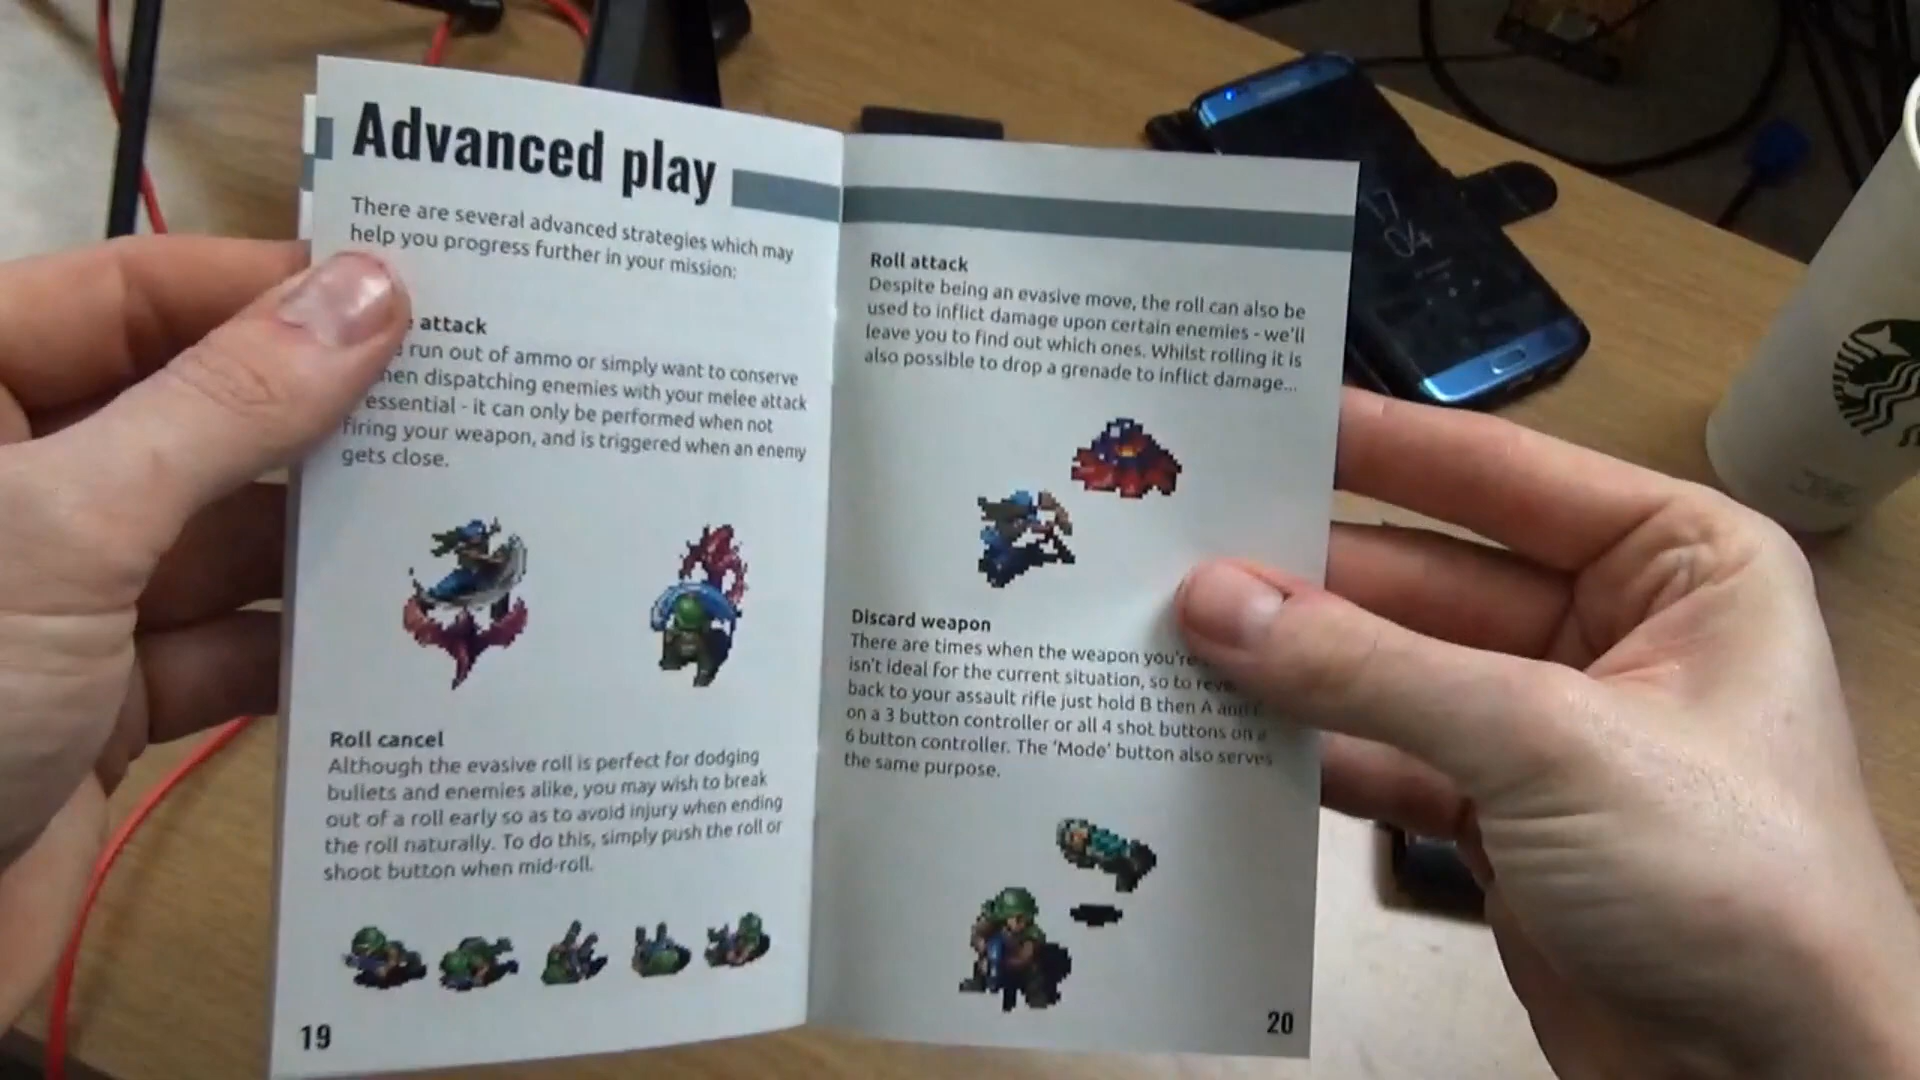 Advanced play
There are several advanced strategies which may
help you progress further in your mission:
attack
run out of ammo or simply want to conserve
dispatching enemies with your melee attack
essential - it can only be performed when not
firing your weapon, and is triggered when an enemy
gets close.
Roll cancel
Although the evasive roll is perfect for dodging
bullets and enemies alike, you may wish to break
out of a roll early so as to avoid injury when ending
the roll naturally. To do this, simply push the roll or
shoot button when mid-roll.
19
Roll attack
Despite being an evasive move, the roll can also be
used to inflict damage upon certain enemies - we'll
leave you to find out which ones. Whilst rolling it is
also possible to drop a grenade to inflict damage...
Discard weapon
There are times when the weapon you're
isn't ideal for the current situation, so to
back to your assault rifle just hold B then A and
on a 3 button controller or all 4 shot buttons on a
6 button controller. The 'Mode' button also serves
the same purpose.
20
17
04